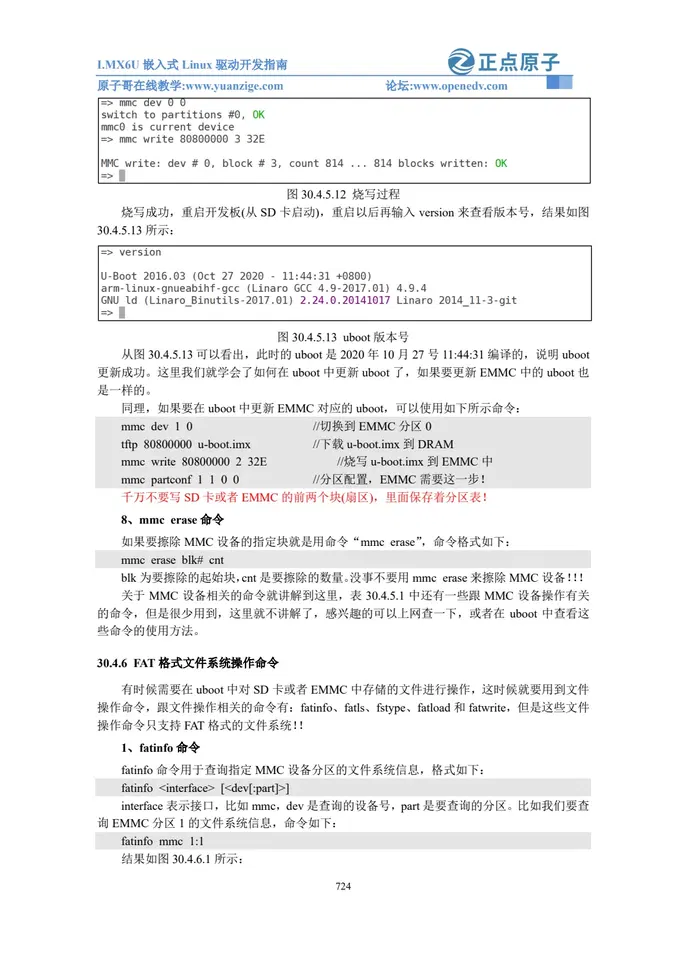 I.MX6U 嵌入式 Linux 驱动开发指南
正点原子
原子哥在线教学:www.yuanzige.com 论坛:www.openedv.com
=> mmc dev 0 0
switch to partitions #0, OK
mmc0 is current device
=> mmc write 80800000 3 32E
MMC write: dev # 0, block # 3, count 814 ... 814 blocks written: OK
=>
图 30.4.5.12 烧写过程
烧写成功，重启开发板(从 SD 卡启动)，重启以后再输入 version 来查看版本号，结果如图
30.4.5.13 所示：
=> version
U-Boot 2016.03 (Oct 27 2020 - 11:44:31 +0800)
arm-linux-gnueabihf-gcc (Linaro GCC 4.9-2017.01) 4.9.4
GNU ld (Linaro_Binutils-2017.01) 2.24.0.20141017 Linaro 2014_11-3-git
=>
图 30.4.5.13 uboot 版本号
从图 30.4.5.13 可以看出，此时的 uboot 是 2020 年 10 月 27 号 11:44:31 编译的，说明 uboot
更新成功。这里我们就学会了如何在 uboot 中更新 uboot 了，如果要更新 EMMC 中的 uboot 也
是一样的。
同理，如果要在 uboot 中更新 EMMC 对应的 uboot，可以使用如下所示命令：
mmc dev 1 0 //切换到 EMMC 分区 0
tftp 80800000 u-boot.imx //下载 u-boot.imx 到 DRAM
mmc write 80800000 2 32E //烧写 u-boot.imx 到 EMMC 中
mmc partconf 1 1 0 0 //分区配置，EMMC 需要这一步！
千万不要写 SD 卡或者 EMMC 的前两个块(扇区)，里面保存着分区表！
8、mmc erase 命令
如果要擦除 MMC 设备的指定块就是用命令“mmc erase”，命令格式如下：
mmc erase blk# cnt
blk 为要擦除的起始块，cnt 是要擦除的数量。没事不要用 mmc erase 来擦除 MMC 设备！！！
关于 MMC 设备相关的命令就讲解到这里，表 30.4.5.1 中还有一些跟 MMC 设备操作有关
的命令，但是很少用到，这里就不讲解了，感兴趣的可以上网查一下，或者在 uboot 中查看这
些命令的使用方法。
30.4.6 FAT 格式文件系统操作命令
有时候需要在 uboot 中对 SD 卡或者 EMMC 中存储的文件进行操作，这时候就要用到文件
操作命令，跟文件操作相关的命令有：fatinfo、fatls、fstype、fatload 和 fatwrite，但是这些文件
操作命令只支持 FAT 格式的文件系统！！
1、fatinfo 命令
fatinfo 命令用于查询指定 MMC 设备分区的文件系统信息，格式如下：
fatinfo <interface> [<dev[:part]>]
interface 表示接口，比如 mmc，dev 是查询的设备号，part 是要查询的分区。比如我们要查
询 EMMC 分区 1 的文件系统信息，命令如下：
fatinfo mmc 1:1
结果如图 30.4.6.1 所示：
724